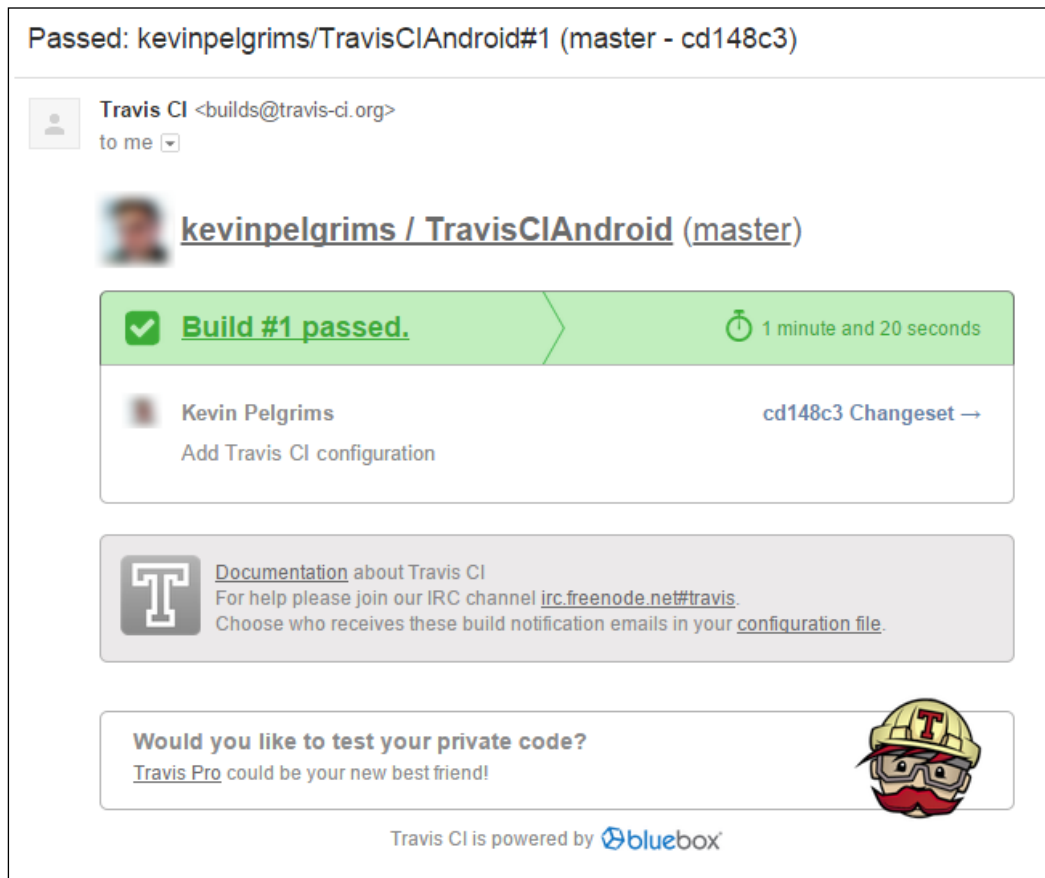 Passed: kevinpelgrims/TravisCIAndroid#1 (master - cd148c3)
Travis CI <builds@travis-ci.org>
to me
kevinpelgrims / TravisCIAndroid (master)
Build #1 passed.
1 minute and 20 seconds
Kevin Pelgrims
cd148c3 Changeset →
Add Travis CI configuration
T
Documentation about Travis CI
For help please join our IRC channel irc.freenode.net#travis.
Choose who receives these build notification emails in your configuration file.
Would you like to test your private code?
Travis Pro could be your new best friend!
T
Travis CI is powered by bluebox